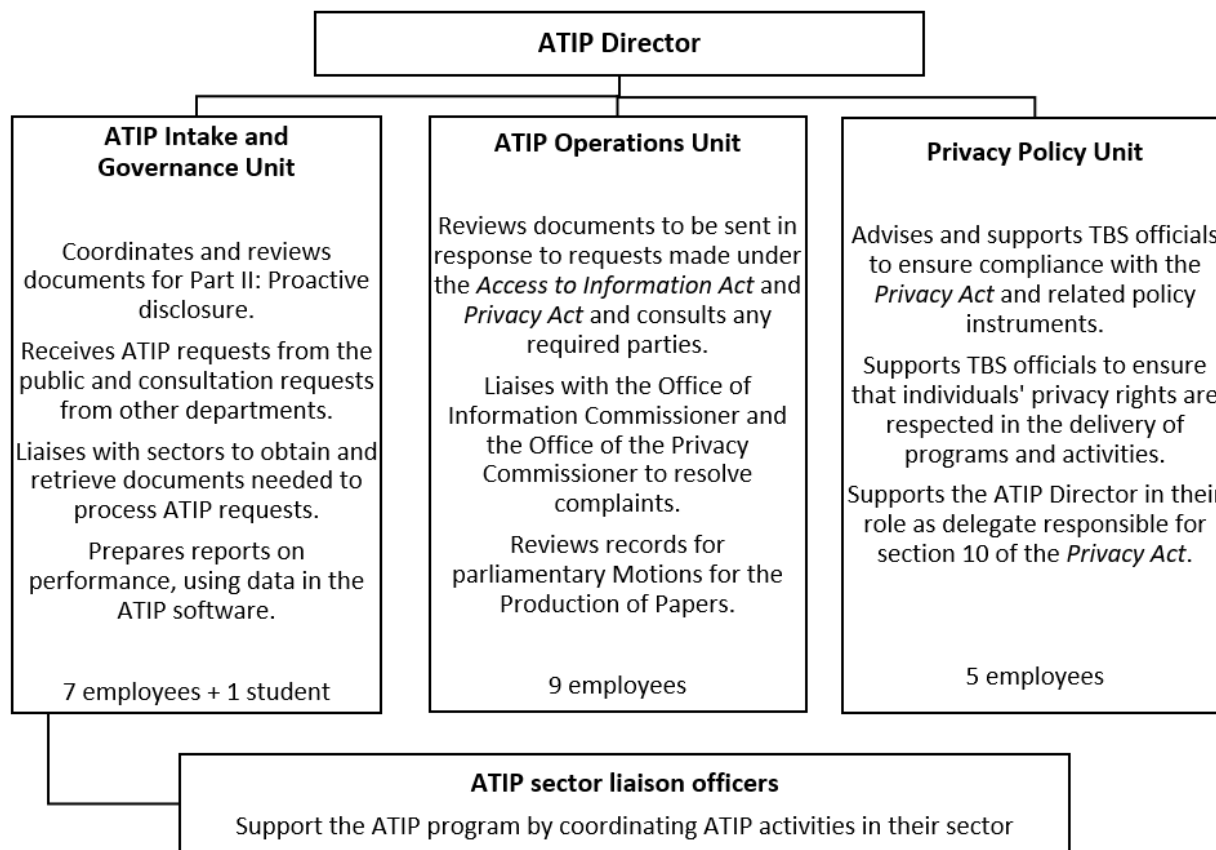 ATIP Director
ATIP Intake and
Governance Unit
Coordinates and reviews
documents for Part II: Proactive
disclosure.
Receives ATIP requests from the
public and consultation requests
from other departments.
Liaises with sectors to obtain and
retrieve documents needed to
process ATIP requests.
Prepares reports on
performance, using data in the
ATIP software.
7 employees + 1 student
ATIP Operations Unit
Reviews documents to be sent in
response to requests made under
the Access to Information Act and
Privacy Act and consults any
required parties.
Liaises with the Office of
Information Commissioner and
the Office of the Privacy
Commissioner to resolve
complaints.
Reviews records for
parliamentary Motions for the
Production of Papers.
9 employees
Privacy Policy Unit
Advises and supports TBS officials
to ensure compliance with the
Privacy Act and related policy
instruments.
Supports TBS officials to ensure
that individuals' privacy rights are
respected in the delivery of
programs and activities.
Supports the ATIP Director in their
role as delegate responsible for
section 10 of the Privacy Act.
5 employees
ATIP sector liaison officers
Support the ATIP program by coordinating ATIP activities in their sector